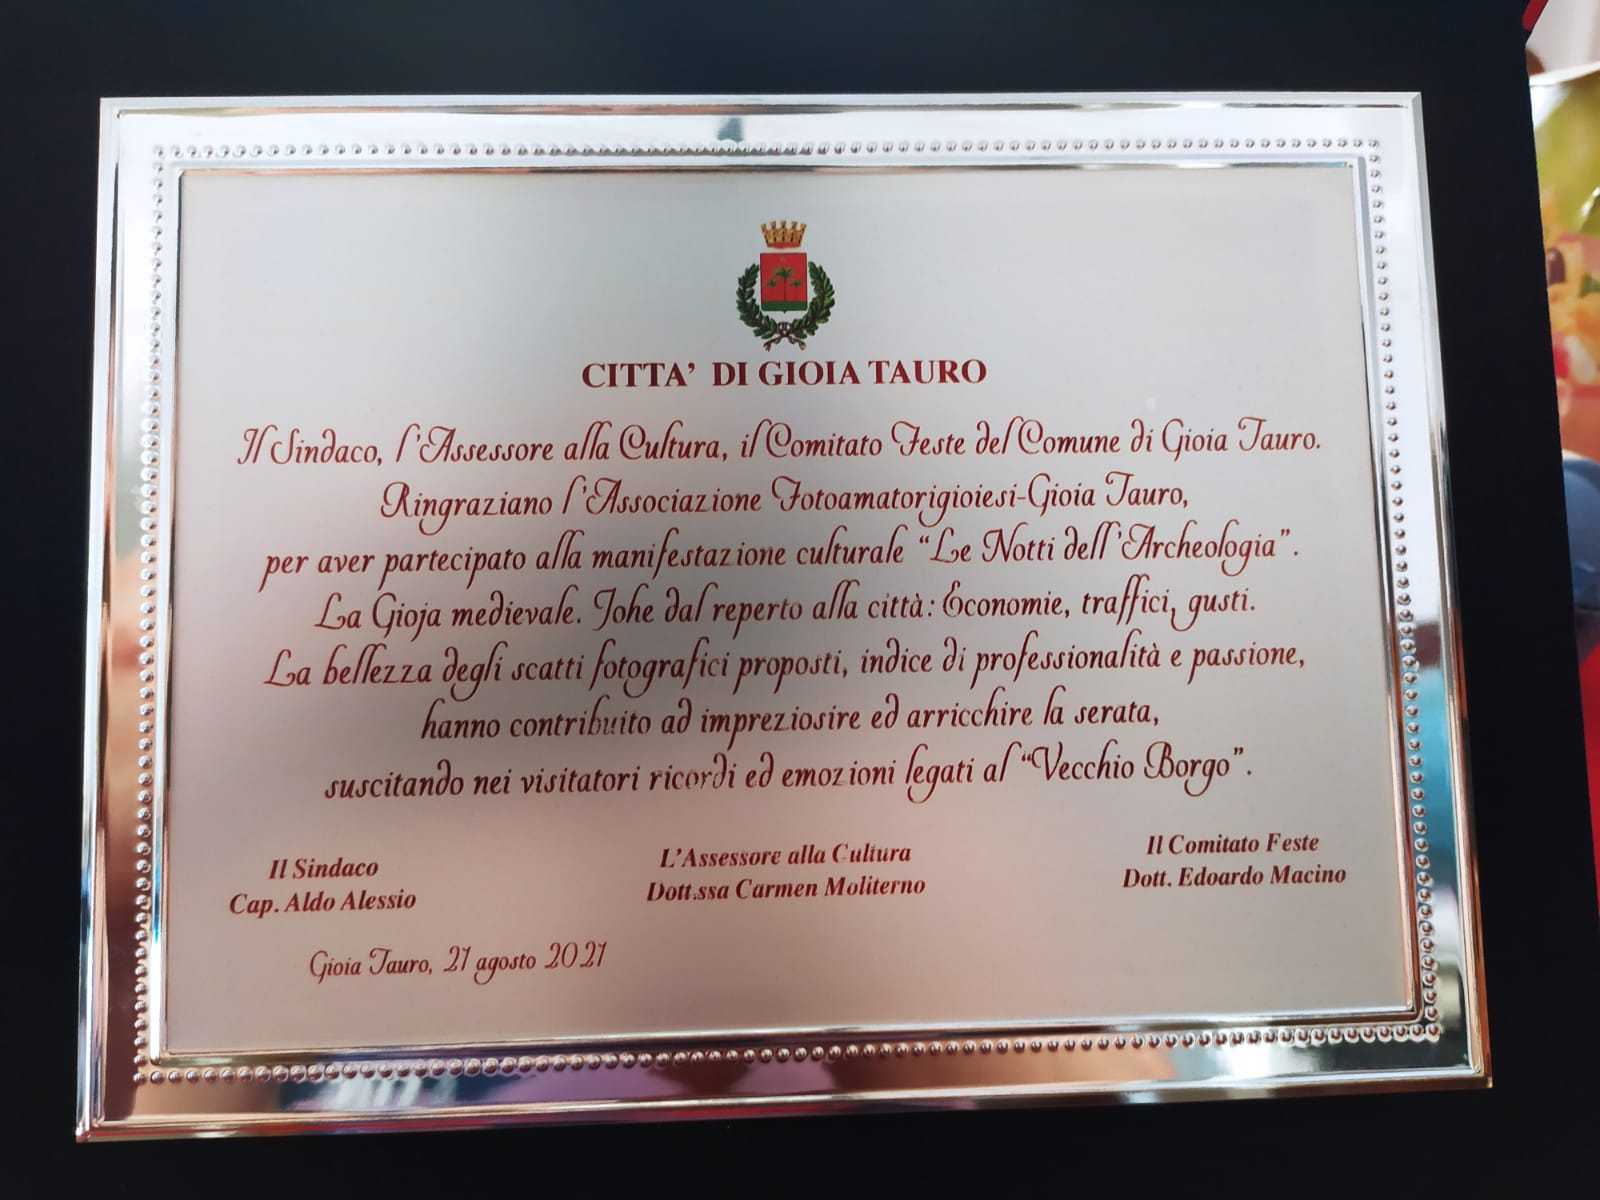 CITTA' DI GIOIA TAURO
Il Sindaco, l'Assessore alla Cultura, il Comitato Feste del Comune di Gioia Tauro.
Ringraziano l'Associazione Fotoamatorigioiesi-Gioia Tauro,
per aver partecipato alla manifestazione culturale “Le Notti dell'Archeologia”.
La Gioja medievale. Johe dal reperto alla città: Economie, traffici, gusti.
La bellezza degli scatti fotografici proposti, indice di professionalità e passione,
hanno contribuito ad impreziosire ed arricchire la serata,
suscitando nei visitatori ricordi ed emozioni legati al “Vecchio Borgo”.
Il Sindaco
Cap. Aldo Alessio
L'Assessore alla Cultura
Dott.ssa Carmen Moliterno
Il Comitato Feste
Dott. Edoardo Macino
Gioia Tauro, 21 agosto 2021